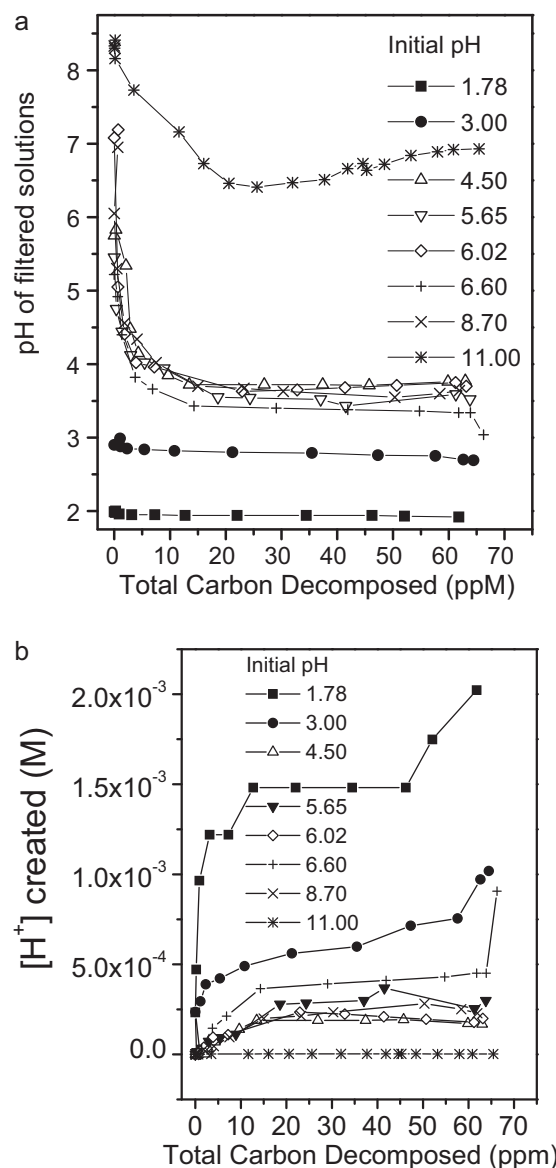 a
Initial pH
1.78
3.00
4.50
5.65
6.02
6.60
8.70
11.00
pH of filtered solutions
8
7
6
5
4
3
2
0 10 20 30 40 50 60 70
Total Carbon Decomposed (ppM)
b
Initial pH
1.78
3.00
4.50
5.65
6.02
6.60
8.70
11.00
[H⁺] created (M)
2.0x10⁻³
1.5x10⁻³
1.0x10⁻³
5.0x10⁻⁴
0.0
0 10 20 30 40 50 60 70
Total Carbon Decomposed (ppm)